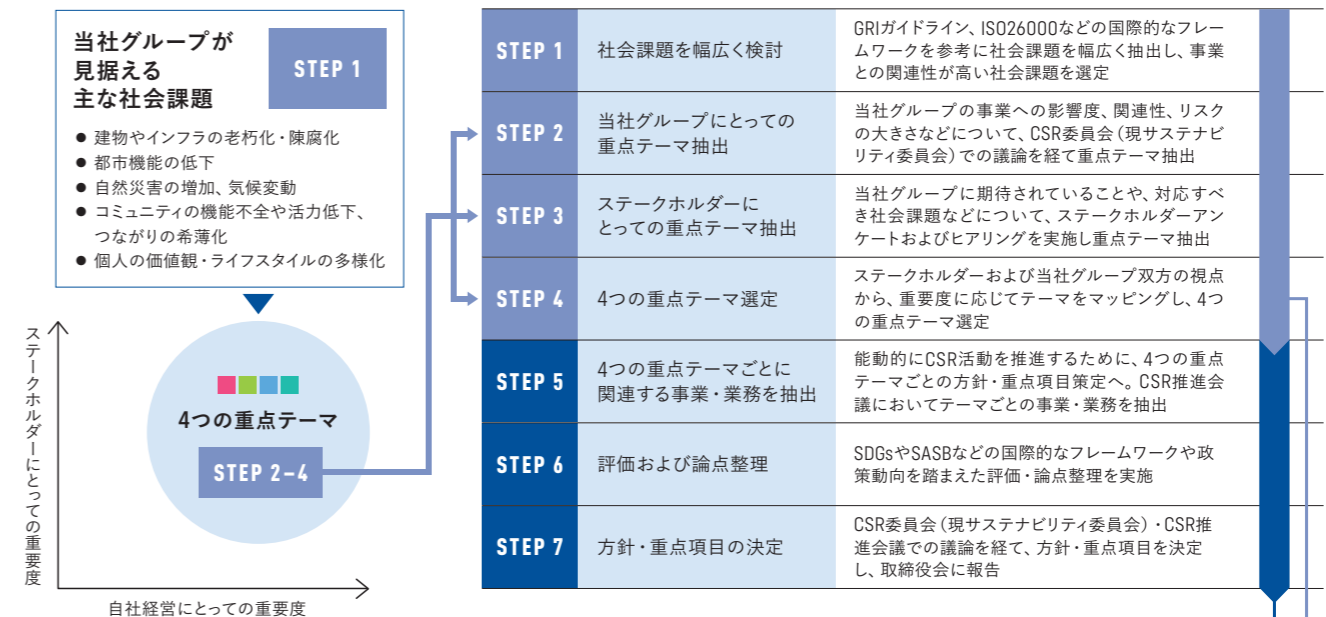 当社グループが
見据える
主な社会課題
STEP 1
● 建物やインフラの老朽化・陳腐化
● 都市機能の低下
● 自然災害の増加、気候変動
● コミュニティの機能不全や活力低下、
つながりの希薄化
● 個人の価値観・ライフスタイルの多様化
ステークホルダーにとっての重要度
4つの重点テーマ
STEP 2–4
自社経営にとっての重要度
STEP 1
社会課題を幅広く検討
GRIガイドライン、ISO26000などの国際的なフレー
ムワークを参考に社会課題を幅広く抽出し、事業
との関連性が高い社会課題を選定
STEP 2
当社グループにとっての
重点テーマ抽出
当社グループの事業への影響度、関連性、リスク
の大きさなどについて、CSR委員会（現サステナビ
リティ委員会）での議論を経て重点テーマ抽出
STEP 3
ステークホルダーに
とっての重点テーマ抽出
当社グループに期待されていることや、対応すべ
き社会課題などについて、ステークホルダーアン
ケートおよびヒアリングを実施し重点テーマ抽出
STEP 4
4つの重点テーマ選定
ステークホルダーおよび当社グループ双方の視点
から、重要度に応じてテーマをマッピングし、4つ
の重点テーマ選定
STEP 5
4つの重点テーマごとに
関連する事業・業務を抽出
能動的にCSR活動を推進するために、4つの重点
テーマごとの方針・重点項目策定へ。CSR推進会
議においてテーマごとの事業・業務を抽出
STEP 6
評価および論点整理
SDGsやSASBなどの国際的なフレームワークや政
策動向を踏まえた評価・論点整理を実施
STEP 7
方針・重点項目の決定
CSR委員会（現サステナビリティ委員会）・CSR推
進会議での議論を経て、方針・重点項目を決定
し、取締役会に報告